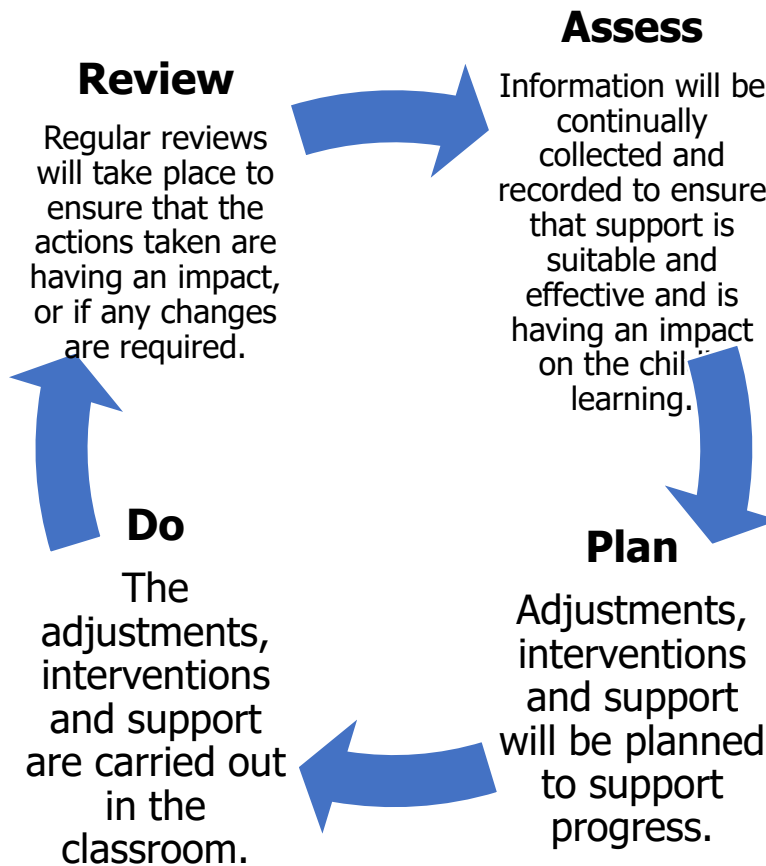 Assess
Information will be
continually
collected and
recorded to ensure
that support is
suitable and
effective and is
having an impact
on the chil
learning.
Plan
Adjustments,
interventions
and support
will be planned
to support
progress.
Do
The
adjustments,
interventions
and support
are carried out
in the
classroom.
Review
Regular reviews
will take place to
ensure that the
actions taken are
having an impact,
or if any changes
are required.